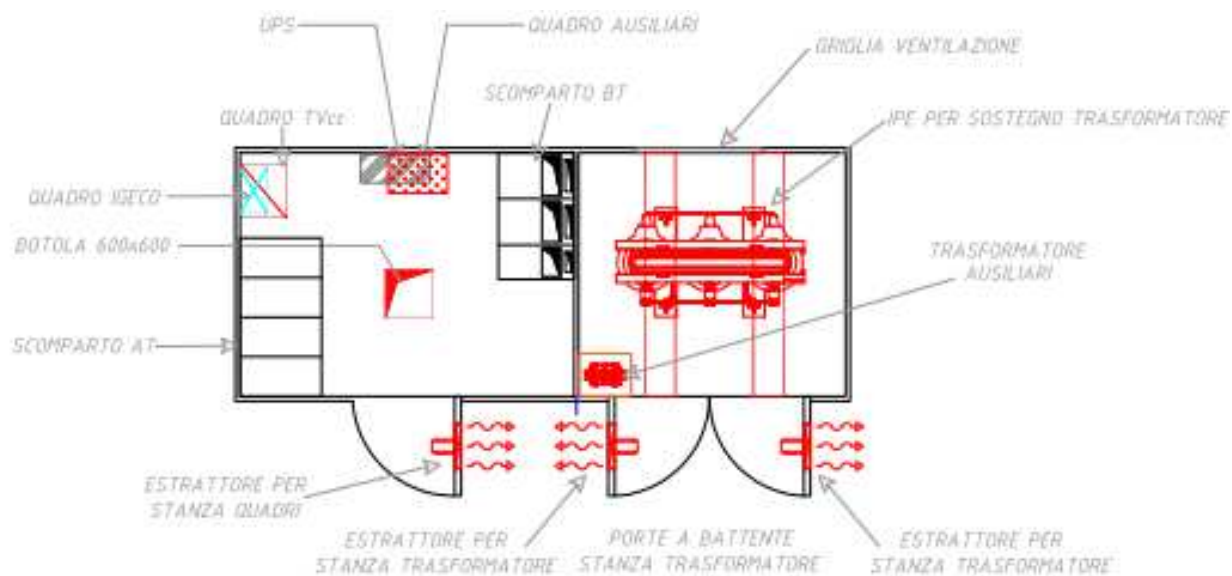 UPS
QUADRO AUSILIARI
GRIGLIA VENTILAZIONE
SCOMPARTO BT
QUADRO TVcc
IPE PER SOSTEGNO TRASFORMATORE
QUADRO IGECO
BOTOLA 600x600
TRASFORMATORE
AUSILIARI
SCOMPARTO AT
ESTRATTORE PER
STANZA QUADRI
ESTRATTORE PER
STANZA TRASFORMATORE
PORTE A BATTENTE
STANZA TRASFORMATORE
ESTRATTORE PER
STANZA TRASFORMATORE